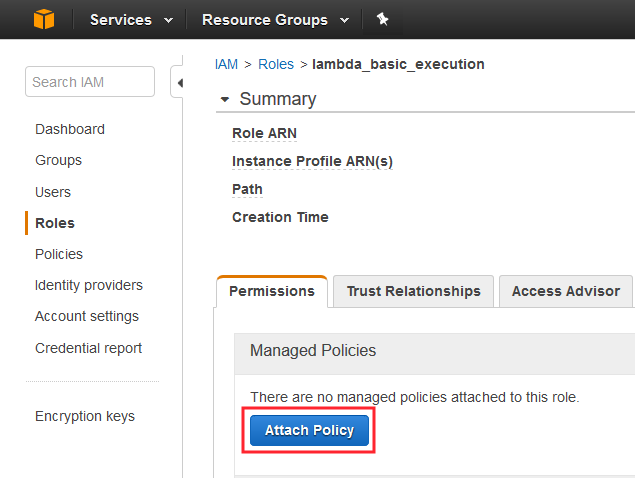 Services Resource Groups
Search IAM
Dashboard
Groups
Users
Roles
Policies
Identity providers
Account settings
Credential report
Encryption keys
IAM > Roles > lambda_basic_execution
Summary
Role ARN
Instance Profile ARN(s)
Path
Creation Time
Permissions Trust Relationships Access Advisor
Managed Policies
There are no managed policies attached to this role.
Attach Policy